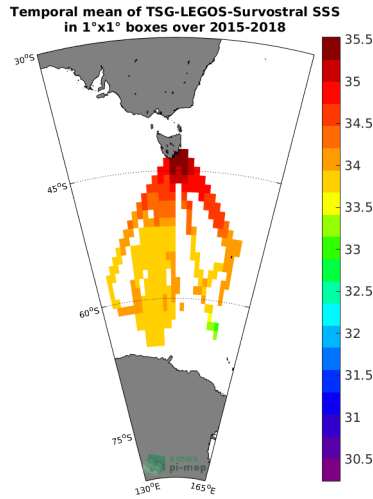 Temporal mean of TSG-LEGOS-Survostral SSS
in 1°x1° boxes over 2015-2018
30°S
45°S
60°S
75°S
130°E
165°E
35.5
35
34.5
34
33.5
33
32.5
32
31.5
31
30.5
smos
pi-mep